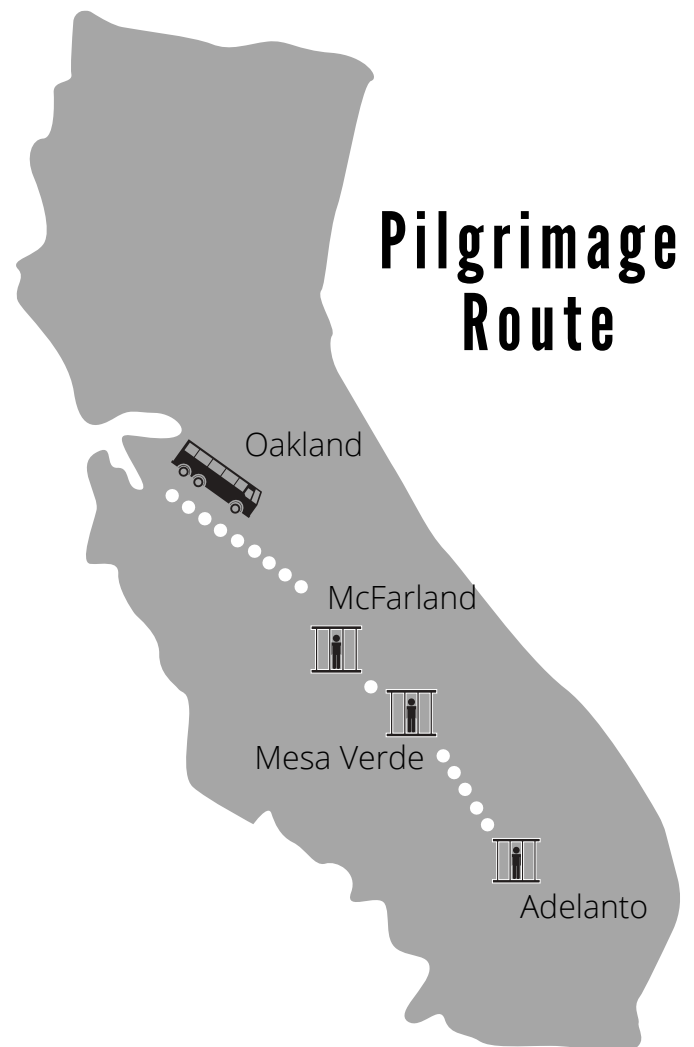 Pilgrimage
Route
Oakland
McFarland
Mesa Verde
Adelanto